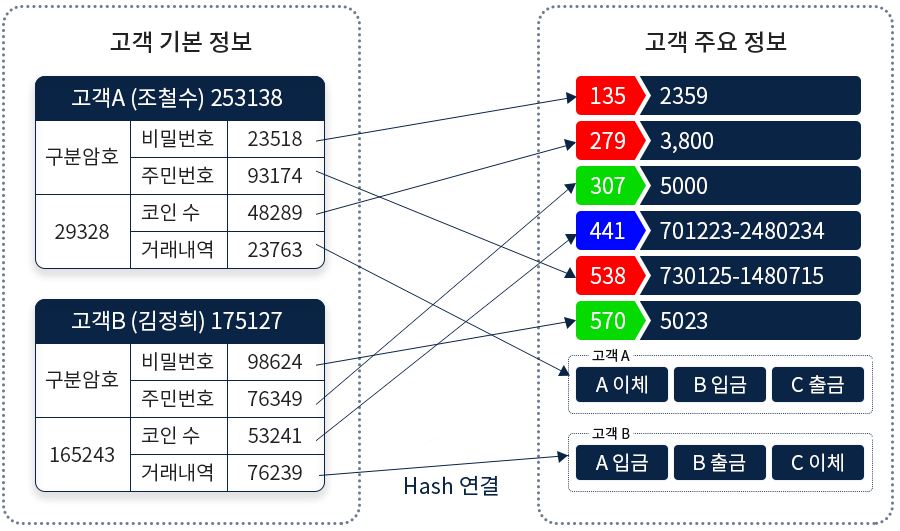 고객 기본 정보
고객A (조철수) 253138
구분암호
비밀번호 23518
주민번호 93174
29328
코인 수 48289
거래내역 23763
고객B (김정희) 175127
구분암호
비밀번호 98624
주민번호 76349
165243
코인 수 53241
거래내역 76239
Hash 연결
고객 주요 정보
135 2359
279 3,800
307 5000
441 701223-2480234
538 730125-1480715
570 5023
고객 A
A 이체 B 입금 C 출금
고객 B
A 입금 B 출금 C 이체